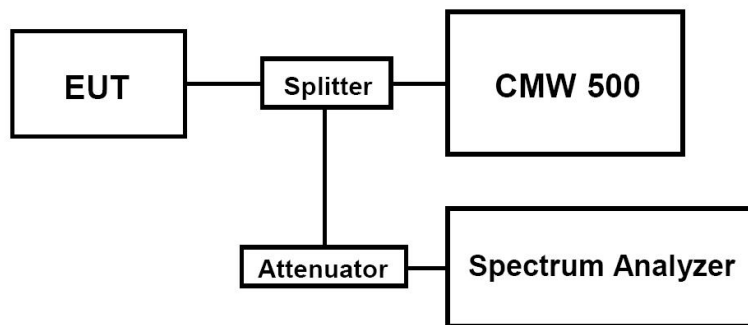 EUT
Splitter
CMW 500
Attenuator
Spectrum Analyzer